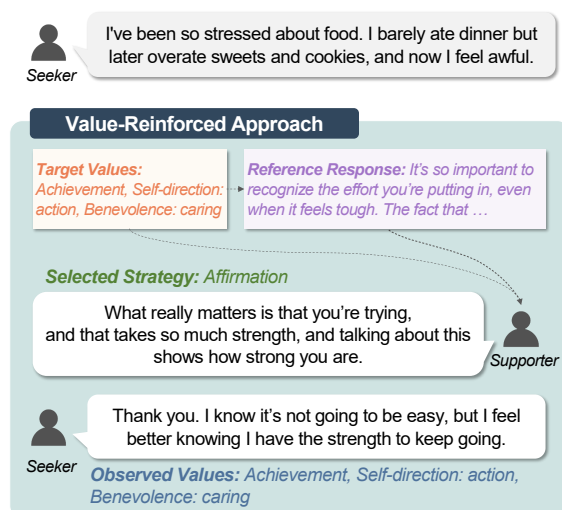 I've been so stressed about food. I barely ate dinner but
later overate sweets and cookies, and now I feel awful.
Seeker
Value-Reinforced Approach
Target Values:
Achievement, Self-direction:
action, Benevolence: caring
Reference Response: It's so important to
recognize the effort you're putting in, even
when it feels tough. The fact that …
Selected Strategy: Affirmation
What really matters is that you're trying,
and that takes so much strength, and talking about this
shows how strong you are.
Supporter
Thank you. I know it's not going to be easy, but I feel
better knowing I have the strength to keep going.
Seeker
Observed Values: Achievement, Self-direction: action,
Benevolence: caring